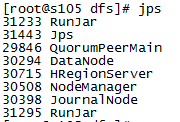 [root@s105 dfs]# jps
31233 RunJar
31443 Jps
29846 QuorumPeerMain
30294 DataNode
30715 HRegionServer
30508 NodeManager
30398 JournalNode
31295 RunJar